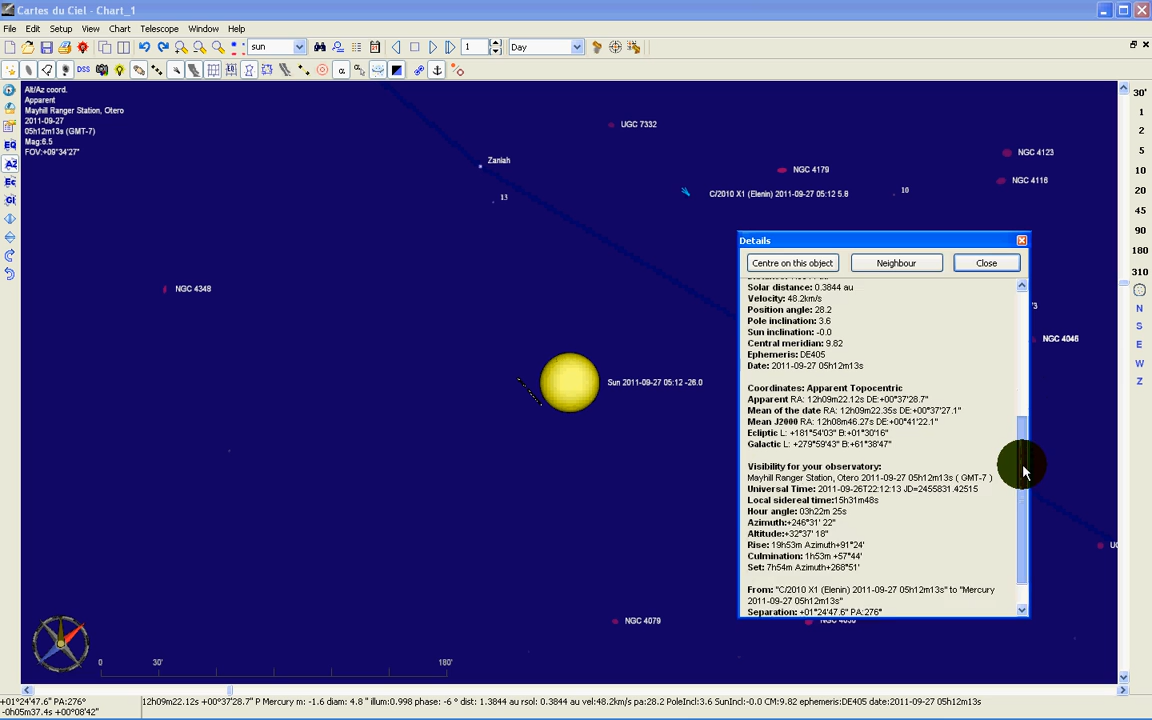 Cartes du Ciel - Chart_1
File Edit Setup View Chart Telescope Window Help
sun 1 Day
DSS
Alt/Az coord.
Apparent
Mayhill Ranger Station, Otero
2011-09-27
05h12m13s (GMT-7)
Mag:6.5
FOV:+09°34'27"
EQ
AZ
Ec
Gl
UGC 7332
Zaniah
13
NGC 4179
NGC 4123
NGC 4116
C/2010 X1 (Elenin) 2011-09-27 05:12 5.8
10
NGC 4348
Sun 2011-09-27 05:12 -26.0
NGC 4046
NGC 4079
Details
Centre on this object Neighbour Close
Solar distance: 0.3844 au
Velocity: 48.2km/s
Position angle: 28.2
Pole inclination: 3.6
Sun inclination: -0.0
Central meridian: 9.82
Ephemeris: DE405
Date: 2011-09-27 05h12m13s
Coordinates: Apparent Topocentric
Apparent RA: 12h09m22.12s DE:+00°37'28.7"
Mean of the date RA: 12h09m22.35s DE:+00°37'27.1"
Mean J2000 RA: 12h08m46.27s DE:+00°41'22.1"
Ecliptic L: +181°54'03" B:+01°30'16"
Galactic L: +279°59'43" B:+61°38'47"
Visibility for your observatory:
Mayhill Ranger Station, Otero 2011-09-27 05h12m13s ( GMT-7 )
Universal Time: 2011-09-26T22:12:13 JD=2455831.42515
Local sidereal time:15h31m48s
Hour angle: 03h22m 25s
Azimuth:+246°31' 22"
Altitude:+32°37' 18"
Rise: 19h53m Azimuth+91°24'
Culmination: 1h53m +57°44'
Set: 7h54m Azimuth+268°51'
From: "C/2010 X1 (Elenin) 2011-09-27 05h12m13s" to "Mercury
2011-09-27 05h12m13s"
Separation: +01°24'47.6" PA:276°
30'
1
2
5
10
20
45
90
180
310
N
S
E
W
Z
0 30' 180'
+01°24'47.6" PA:276°
-0h05m37.4s +00°08'42"
12h09m22.12s +00°37'28.7" P Mercury m: -1.6 diam: 4.8 " illum:0.998 phase: -6 ° dist: 1.3844 au rsol: 0.3844 au vel:48.2km/s pa:28.2 PoleIncl:3.6 SunIncl:-0.0 CM:9.82 ephemeris:DE405 date:2011-09-27 05h12m13s